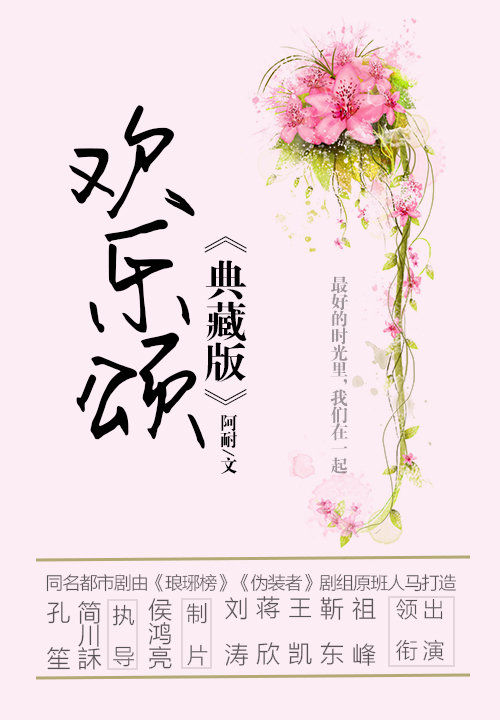 欢乐颂
《典藏版》
阿耐/文
最好的时光里，我们在一起
同名都市剧由《琅琊榜》《伪装者》剧组原班人马打造
孔笙
简川訸
执导
侯鸿亮
制片
刘涛
蒋欣
王凯
靳东
祖峰
领衔
出演